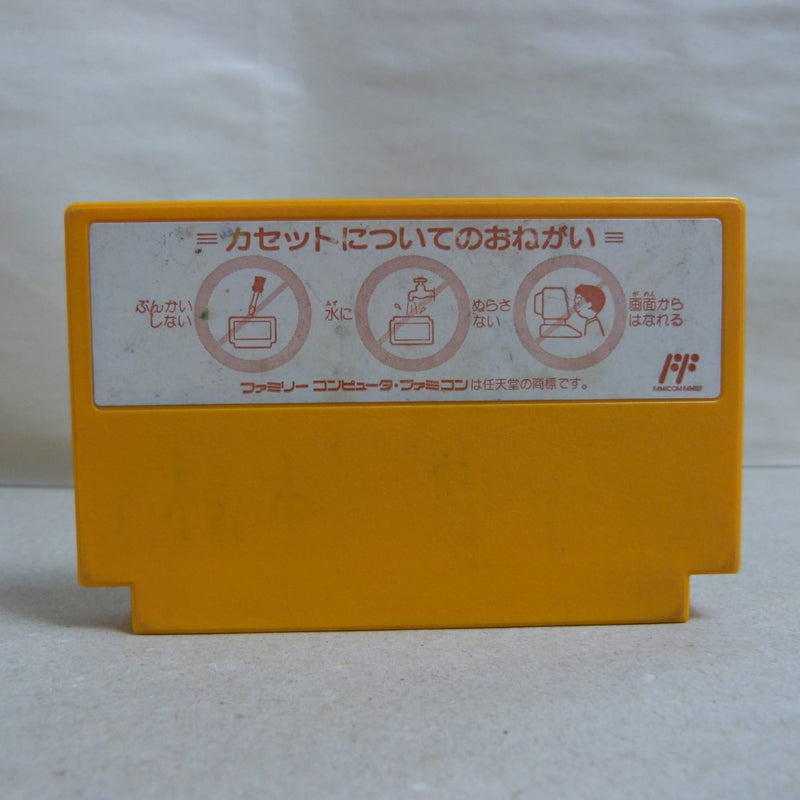 カセットについてのおねがい
ぶんかい
しない
みず
水に
ぬらさ
ない
が めん
画面から
はなれる
ファミリー コンピュータ・ファミコンは任天堂の商標です。
FF
FAMICOM FAMILY